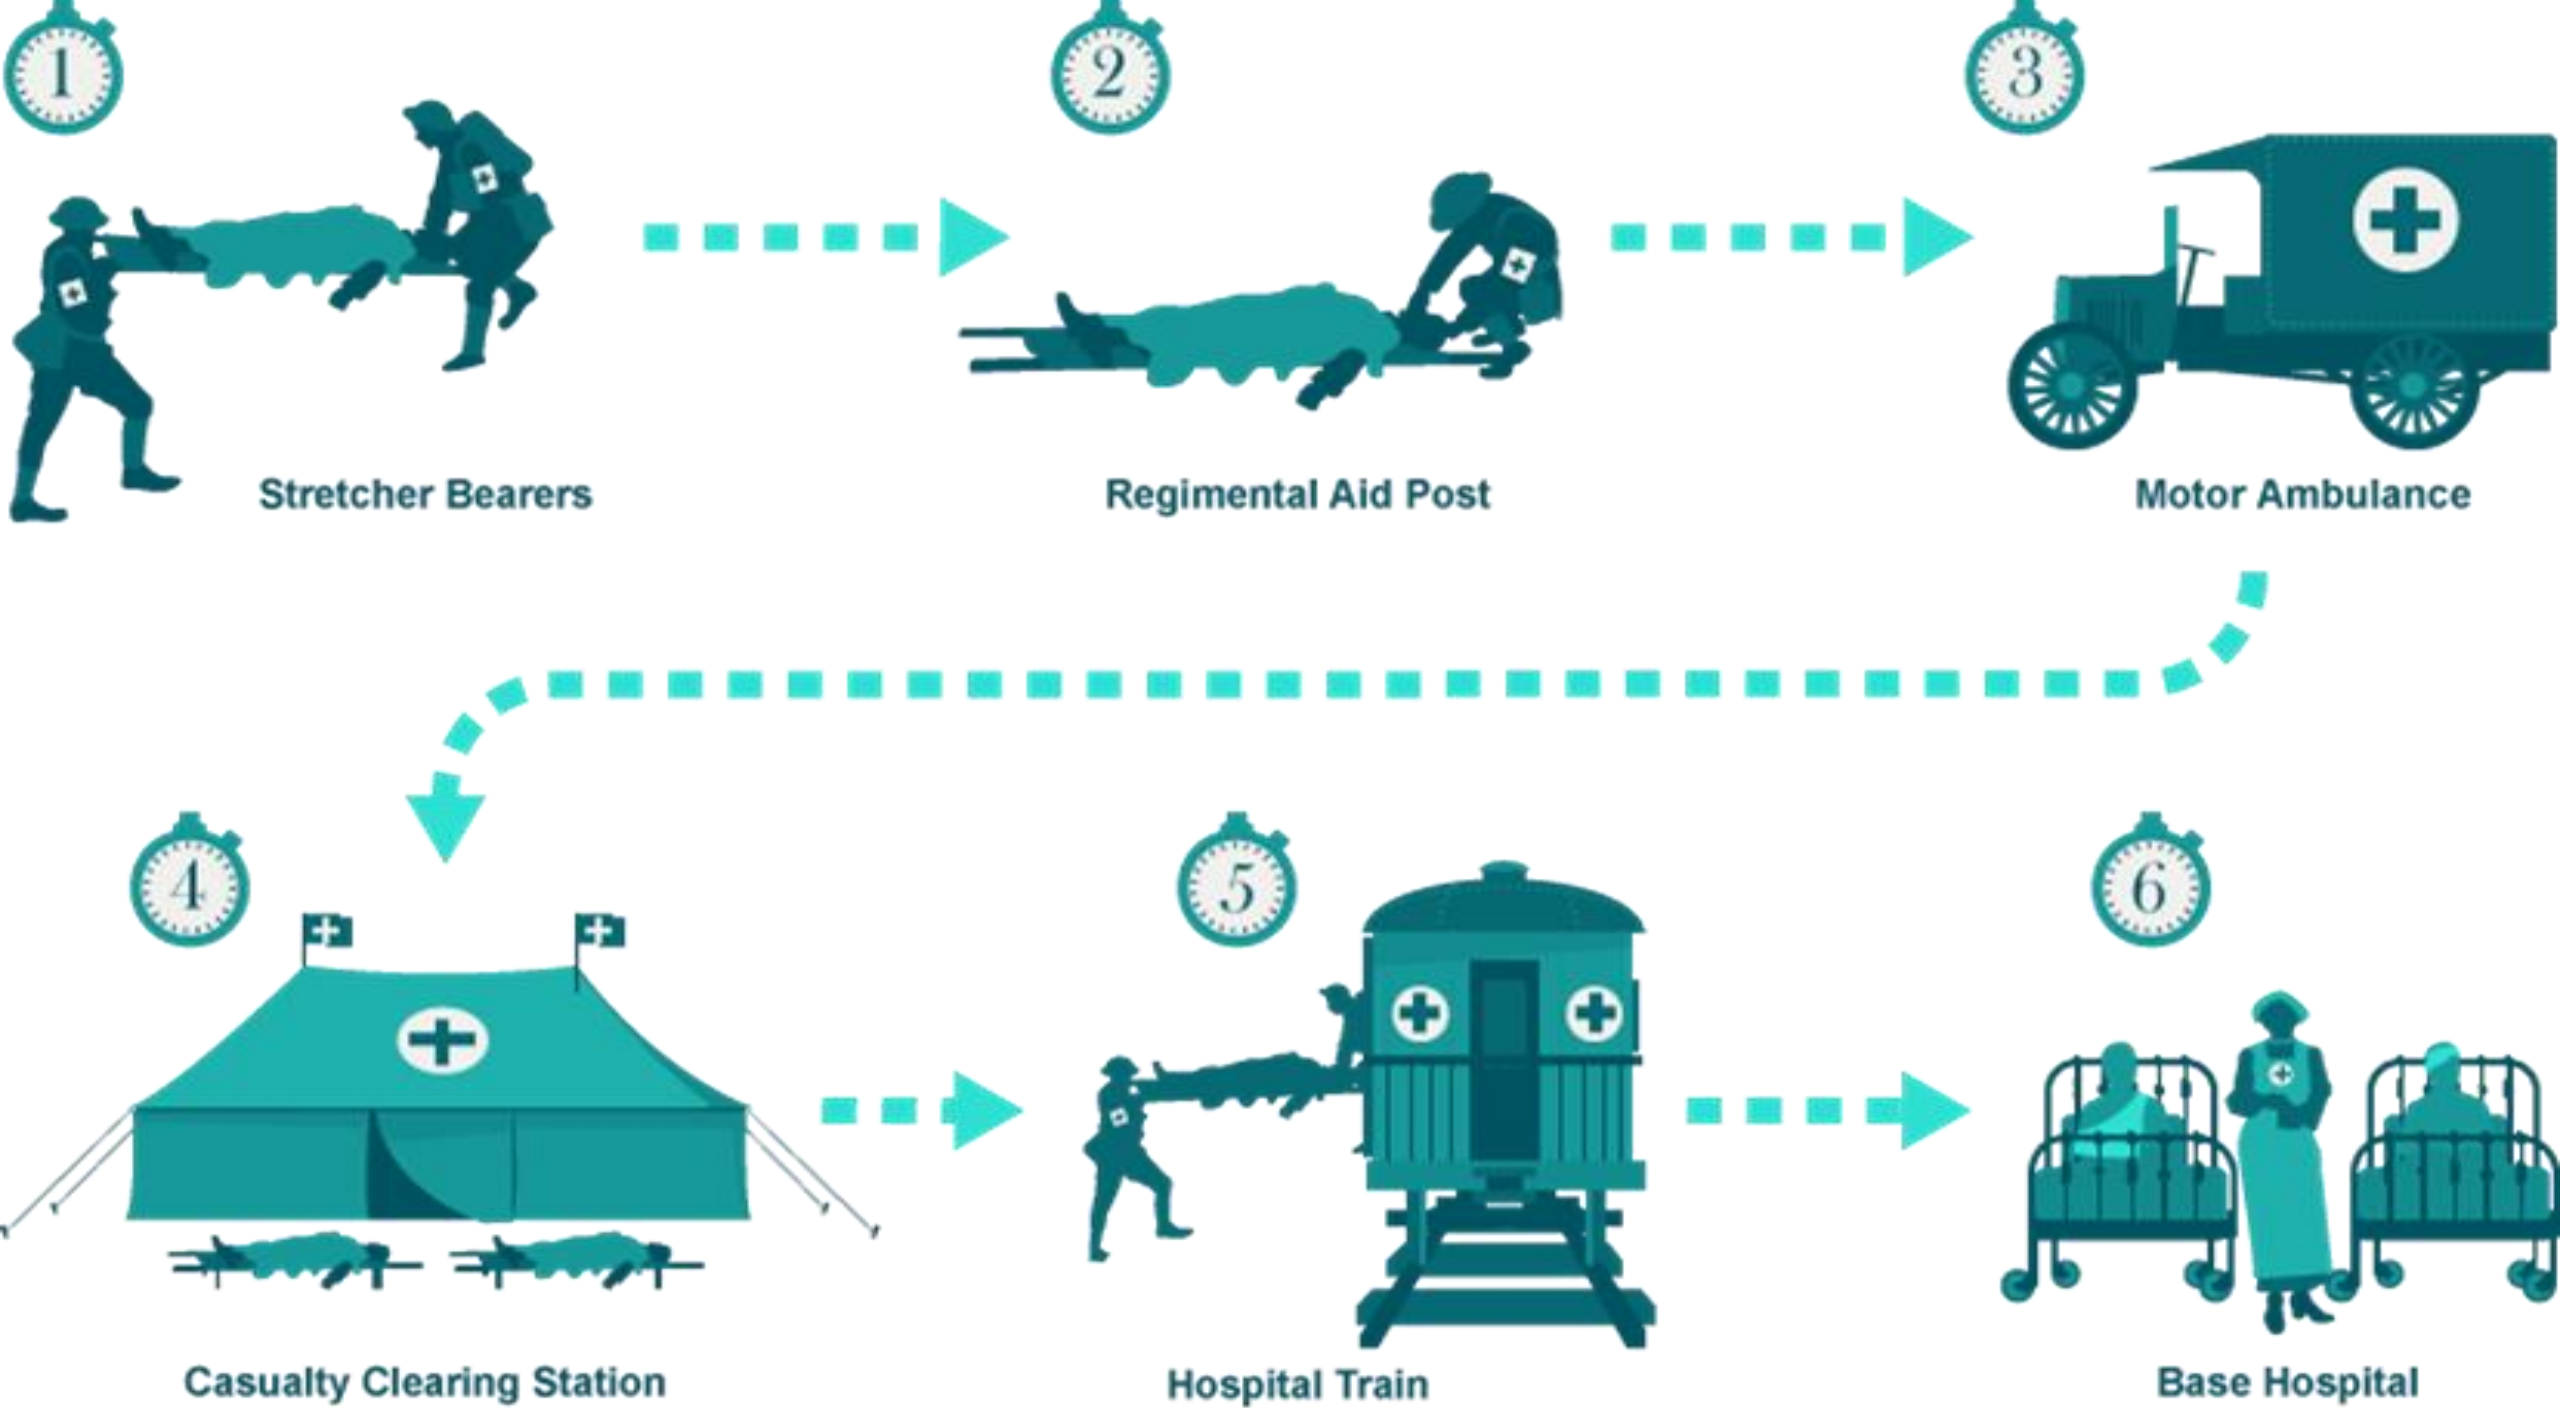 1
2
3
Stretcher Bearers
Regimental Aid Post
Motor Ambulance
4
5
6
Casualty Clearing Station
Hospital Train
Base Hospital